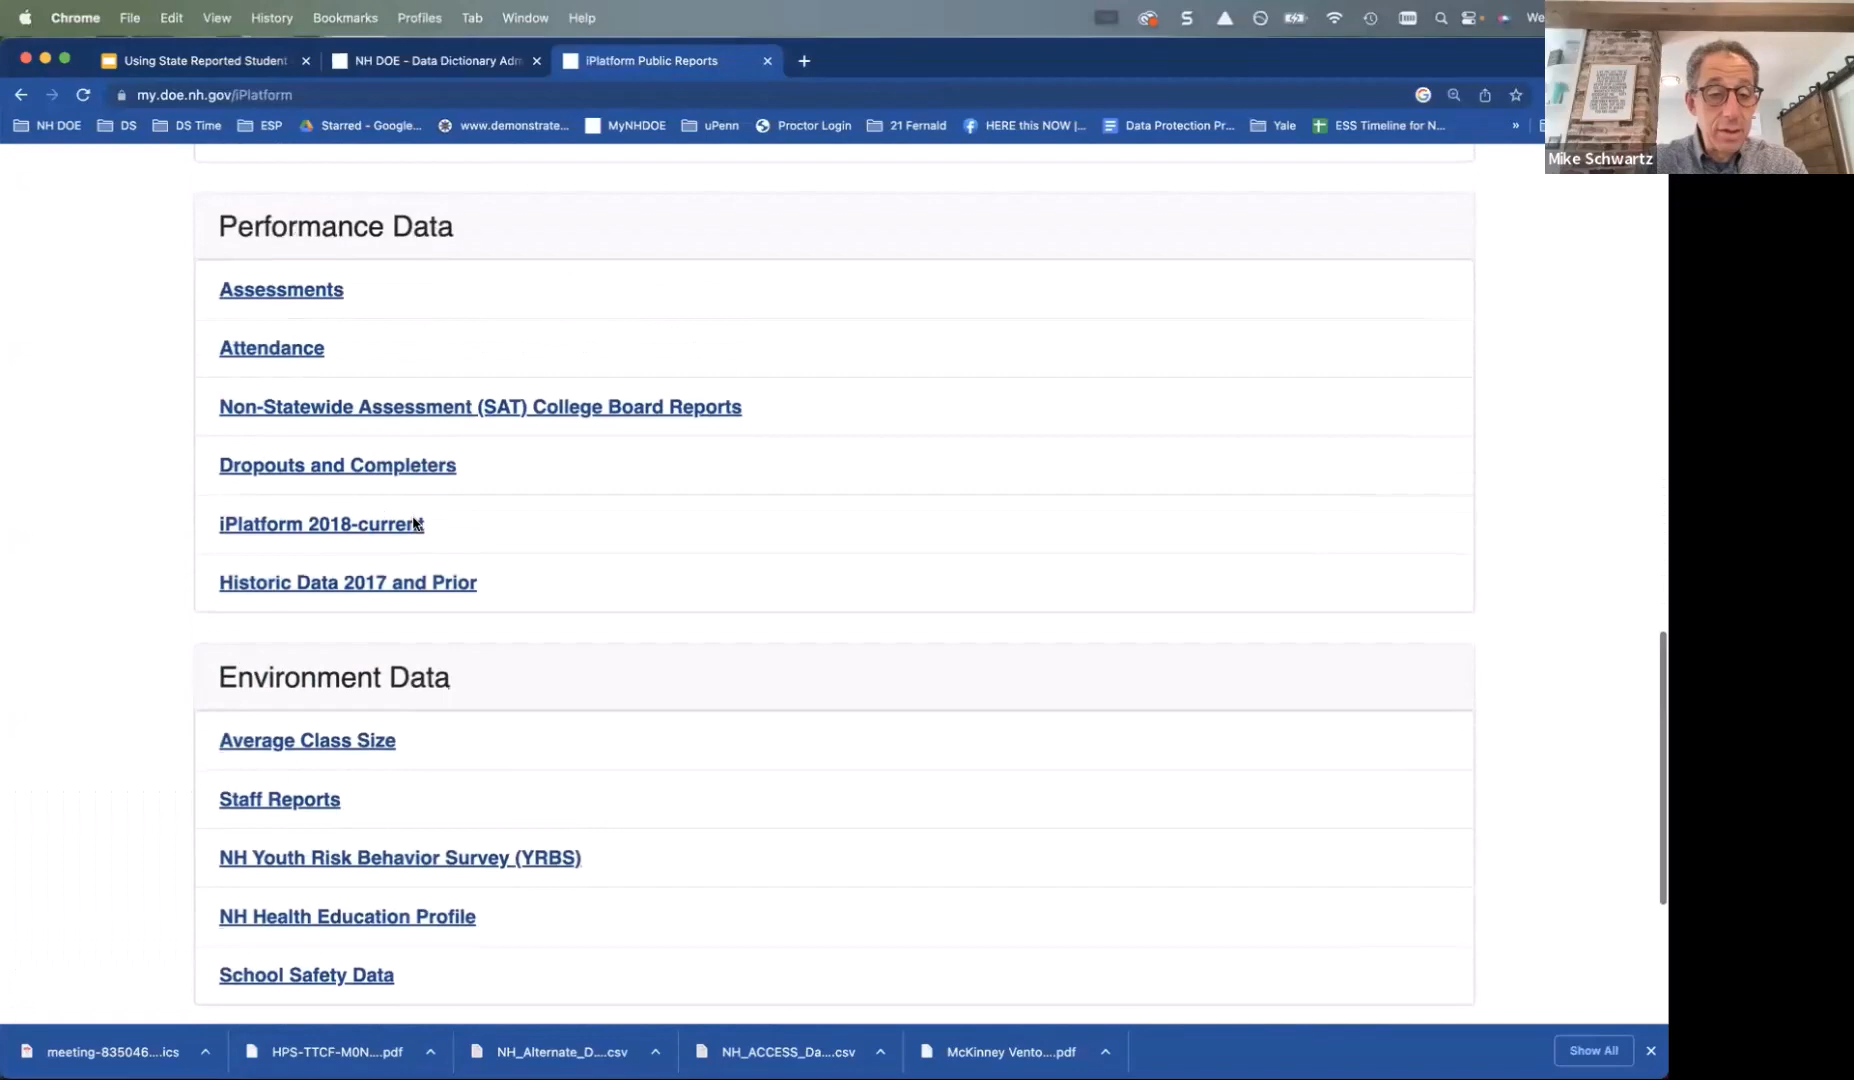 Chrome File Edit View History Bookmarks Profiles Tab Window Help We
Using State Reported Student
NH DOE - Data Dictionary Adm
iPlatform Public Reports
my.doe.nh.gov/iPlatform
NH DOE DS DS Time ESP Starred - Google... www.demonstrate... MyNHDOE uPenn Proctor Login 21 Fernald HERE this NOW |... Data Protection Pr... Yale ESS Timeline for N... »
Mike Schwartz
Performance Data
Assessments
Attendance
Non-Statewide Assessment (SAT) College Board Reports
Dropouts and Completers
iPlatform 2018-current
Historic Data 2017 and Prior
Environment Data
Average Class Size
Staff Reports
NH Youth Risk Behavior Survey (YRBS)
NH Health Education Profile
School Safety Data
meeting-835046....ics
HPS-TTCF-M0N....pdf
NH_Alternate_D....csv
NH_ACCESS_Da....csv
McKinney Vento....pdf
Show All